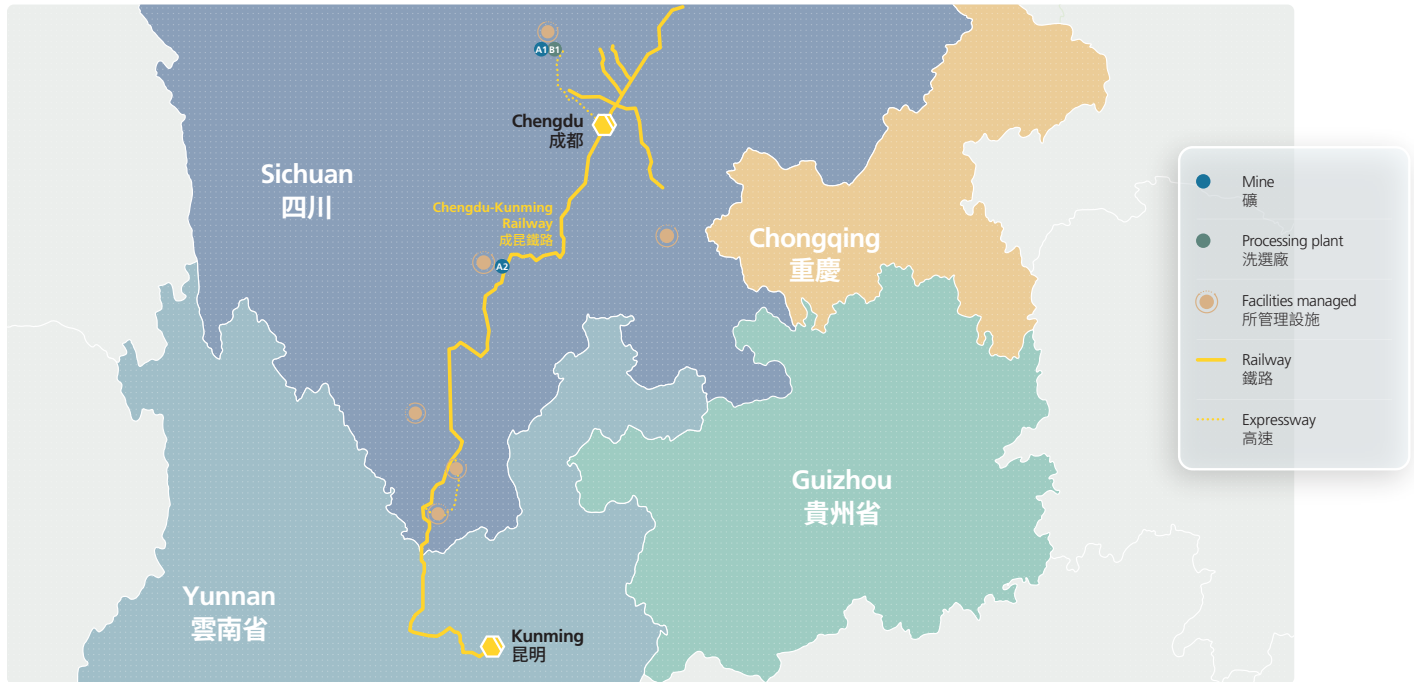 A1 B1
Chengdu
成都
Sichuan
四川
Chengdu-Kunming
Railway
成昆鐵路
A2
Chongqing
重慶
Guizhou
貴州省
Yunnan
雲南省
Kunming
昆明
Mine
礦
Processing plant
洗選廠
Facilities managed
所管理設施
Railway
鐵路
Expressway
高速